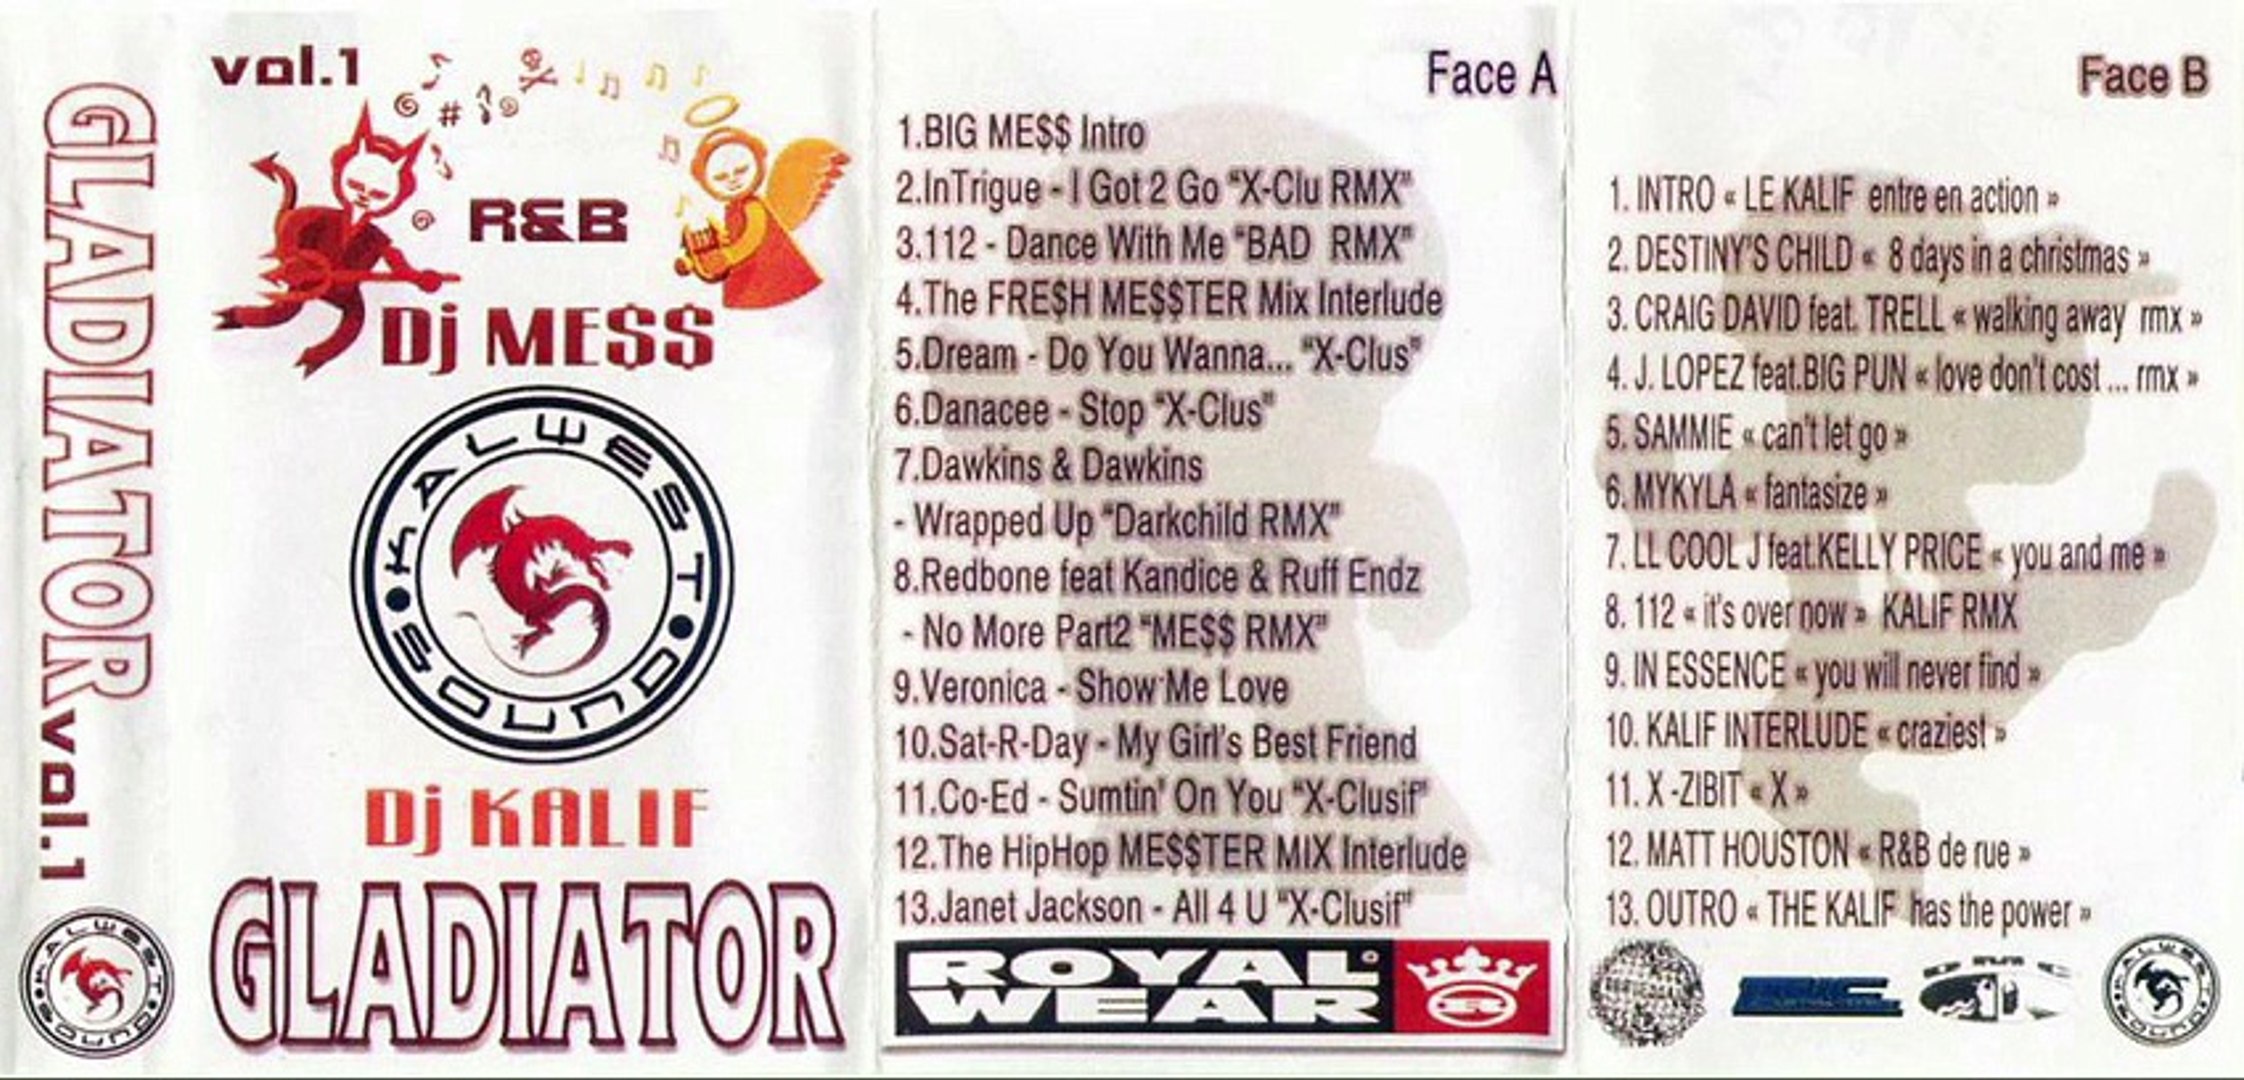 GLADIATOR vol.1
KALWEST SOUND
vol.1
R&B
Dj ME$$
KALWEST SOUND
Dj KALIF
GLADIATOR
Face A
1.BIG ME$$ Intro
2.InTrigue - I Got 2 Go "X-Clu RMX"
3.112 - Dance With Me "BAD RMX"
4.The FRE$H ME$$TER Mix Interlude
5.Dream - Do You Wanna... "X-Clus"
6.Danacee - Stop "X-Clus"
7.Dawkins & Dawkins
- Wrapped Up "Darkchild RMX"
8.Redbone feat Kandice & Ruff Endz
- No More Part2 "ME$$ RMX"
9.Veronica - Show Me Love
10.Sat-R-Day - My Girl's Best Friend
11.Co-Ed - Sumtin' On You "X-Clusif"
12.The HipHop ME$$TER MIX Interlude
13.Janet Jackson - All 4 U "X-Clusif"
ROYAL
WEAR
R
Face B
1. INTRO « LE KALIF entre en action »
2. DESTINY'S CHILD « 8 days in a christmas »
3. CRAIG DAVID feat. TRELL « walking away rmx »
4. J. LOPEZ feat.BIG PUN « love don't cost ... rmx »
5. SAMMIE « can't let go »
6. MYKYLA « fantasize »
7. LL COOL J feat.KELLY PRICE « you and me »
8. 112 « it's over now » KALIF RMX
9. IN ESSENCE « you will never find »
10. KALIF INTERLUDE « craziest »
11. X -ZIBIT « X »
12. MATT HOUSTON « R&B de rue »
13. OUTRO « THE KALIF has the power »
KALWEST SOUND